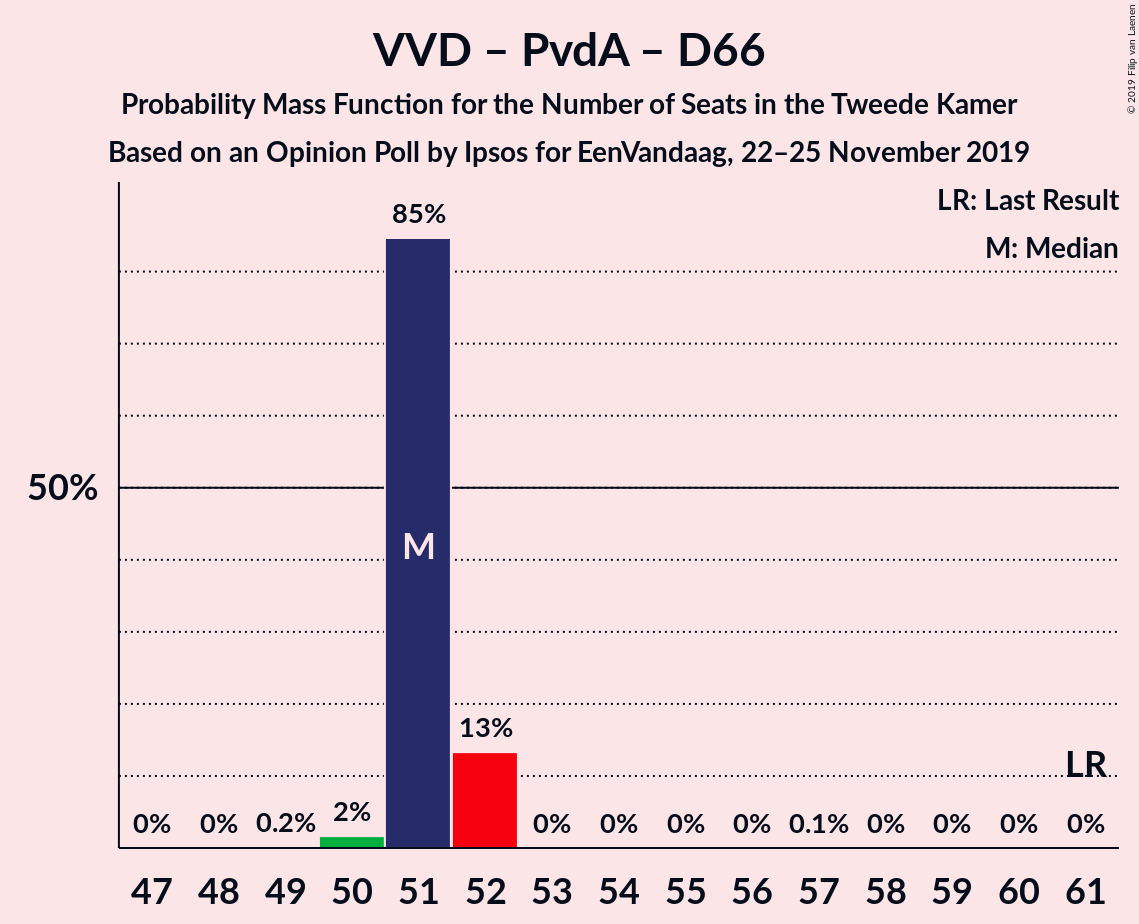 VVD – PvdA – D66
Probability Mass Function for the Number of Seats in the Tweede Kamer
Based on an Opinion Poll by Ipsos for EenVandaag, 22–25 November 2019
© 2019 Filip van Laenen
LR: Last Result
M: Median
85%
50%
M
13%
LR
0% 0% 0.2% 2% 0% 0% 0% 0% 0.1% 0% 0% 0% 0%
47 48 49 50 51 52 53 54 55 56 57 58 59 60 61